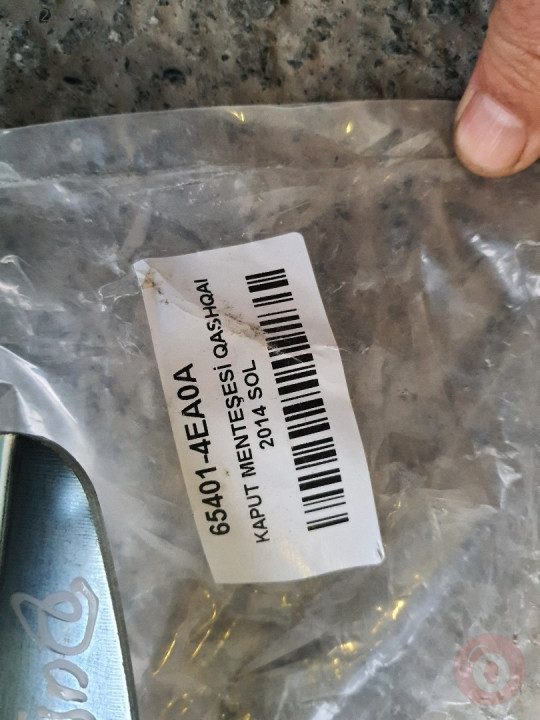 65401-4EA0A
KAPUT MENTEŞESİ QASHQAI
2014 SOL